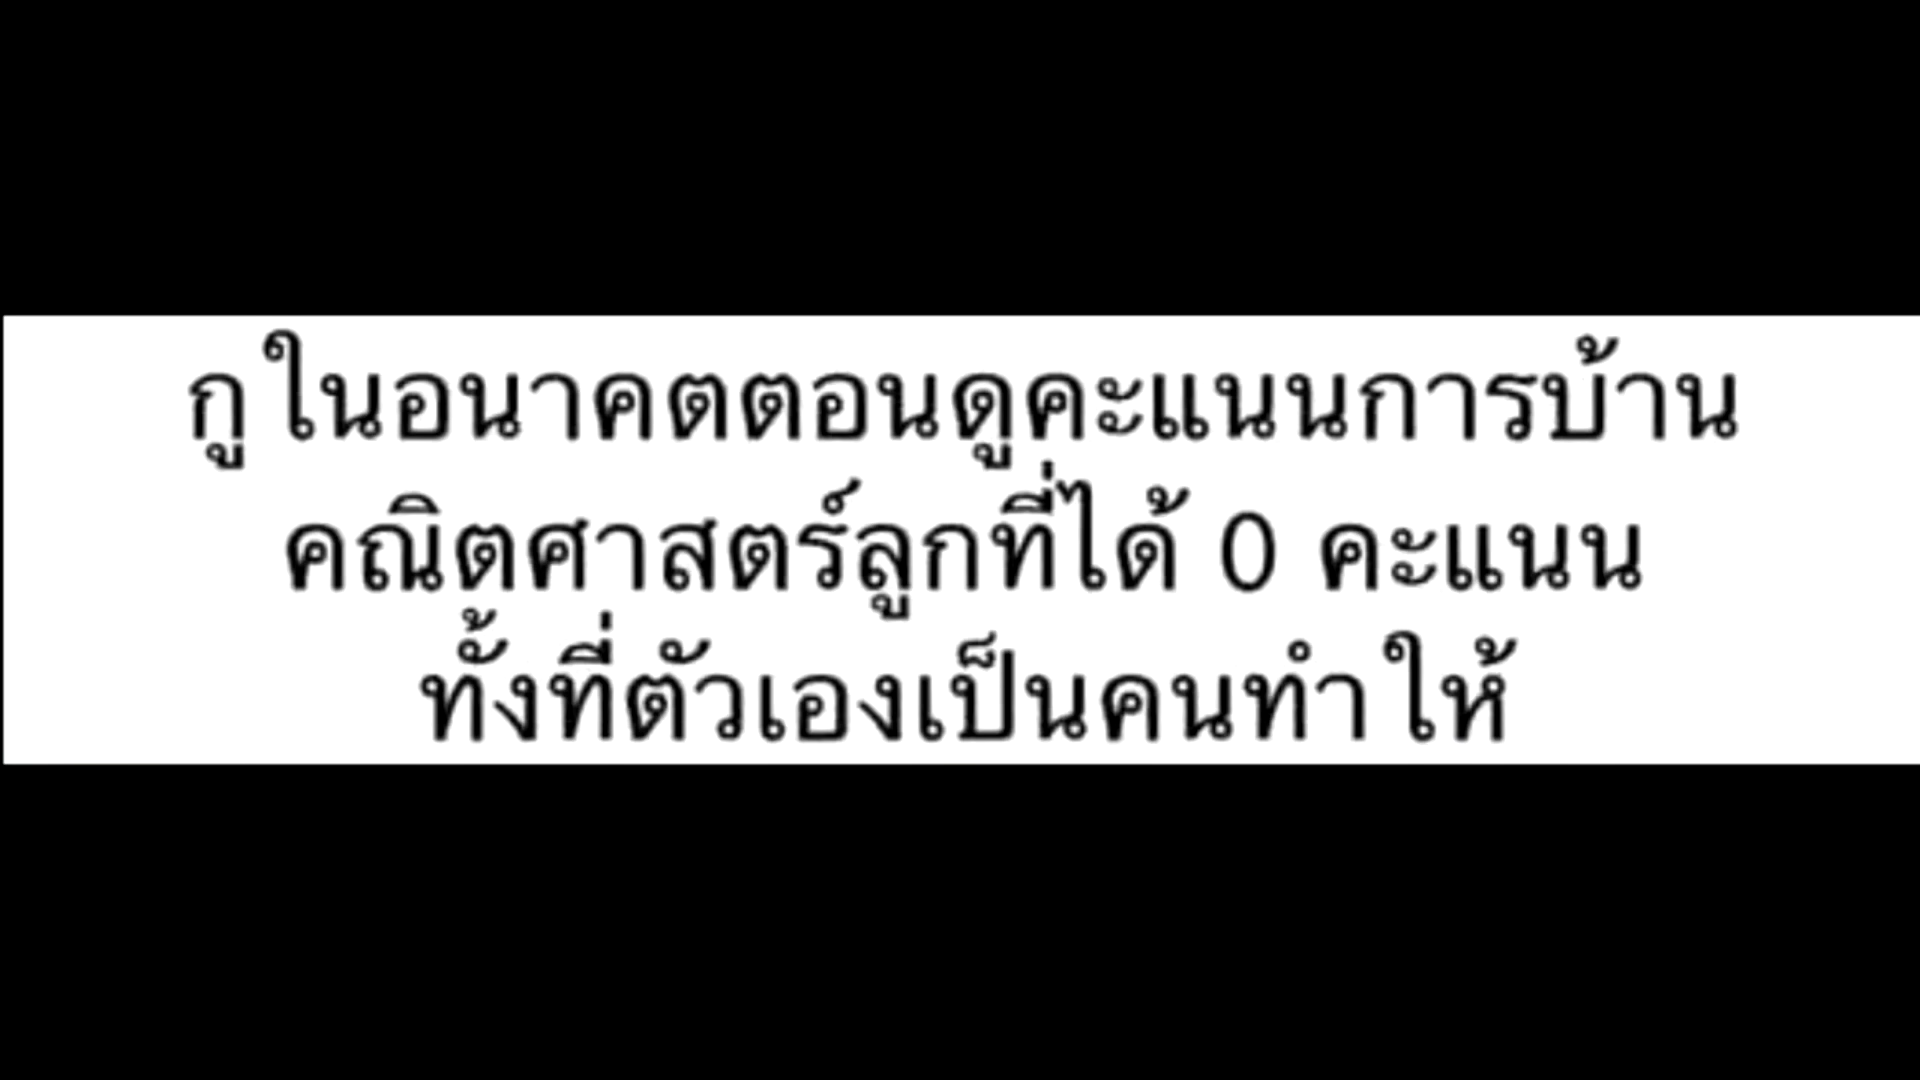 กูในอนาคตตอนดูคะแนนการบ้าน
คณิตศาสตร์ลูกที่ได้ 0 คะแนน
ทั้งที่ตัวเองเป็นคนทำให้